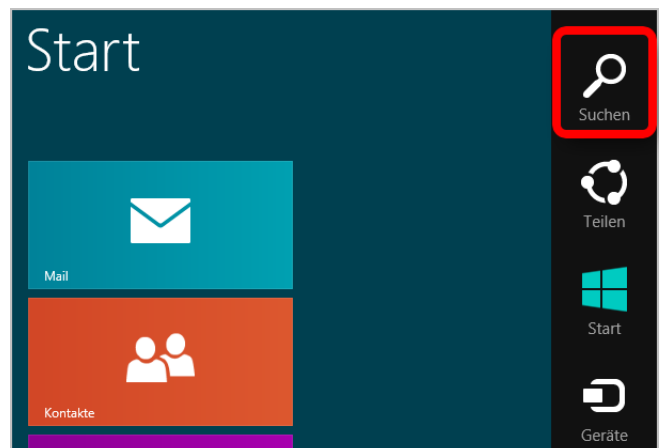 Start
Suchen
Teilen
Mail
Start
Kontakte
Geräte